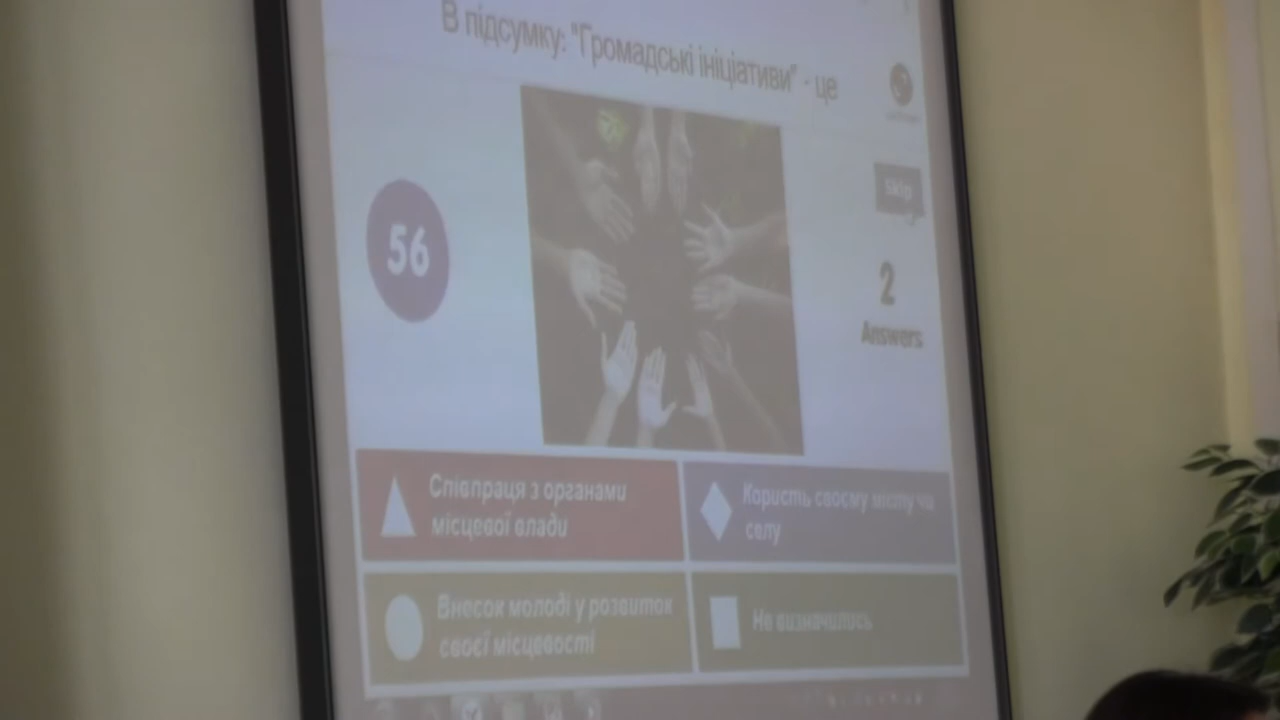 В підсумку: "Громадські ініціативи" - це
56
Skip
2
Answers
Співпраця з органами
місцевої влади
Користь своєму місту чи
селу
Внесок молоді у розвиток
своєї місцевості
Не визначилось